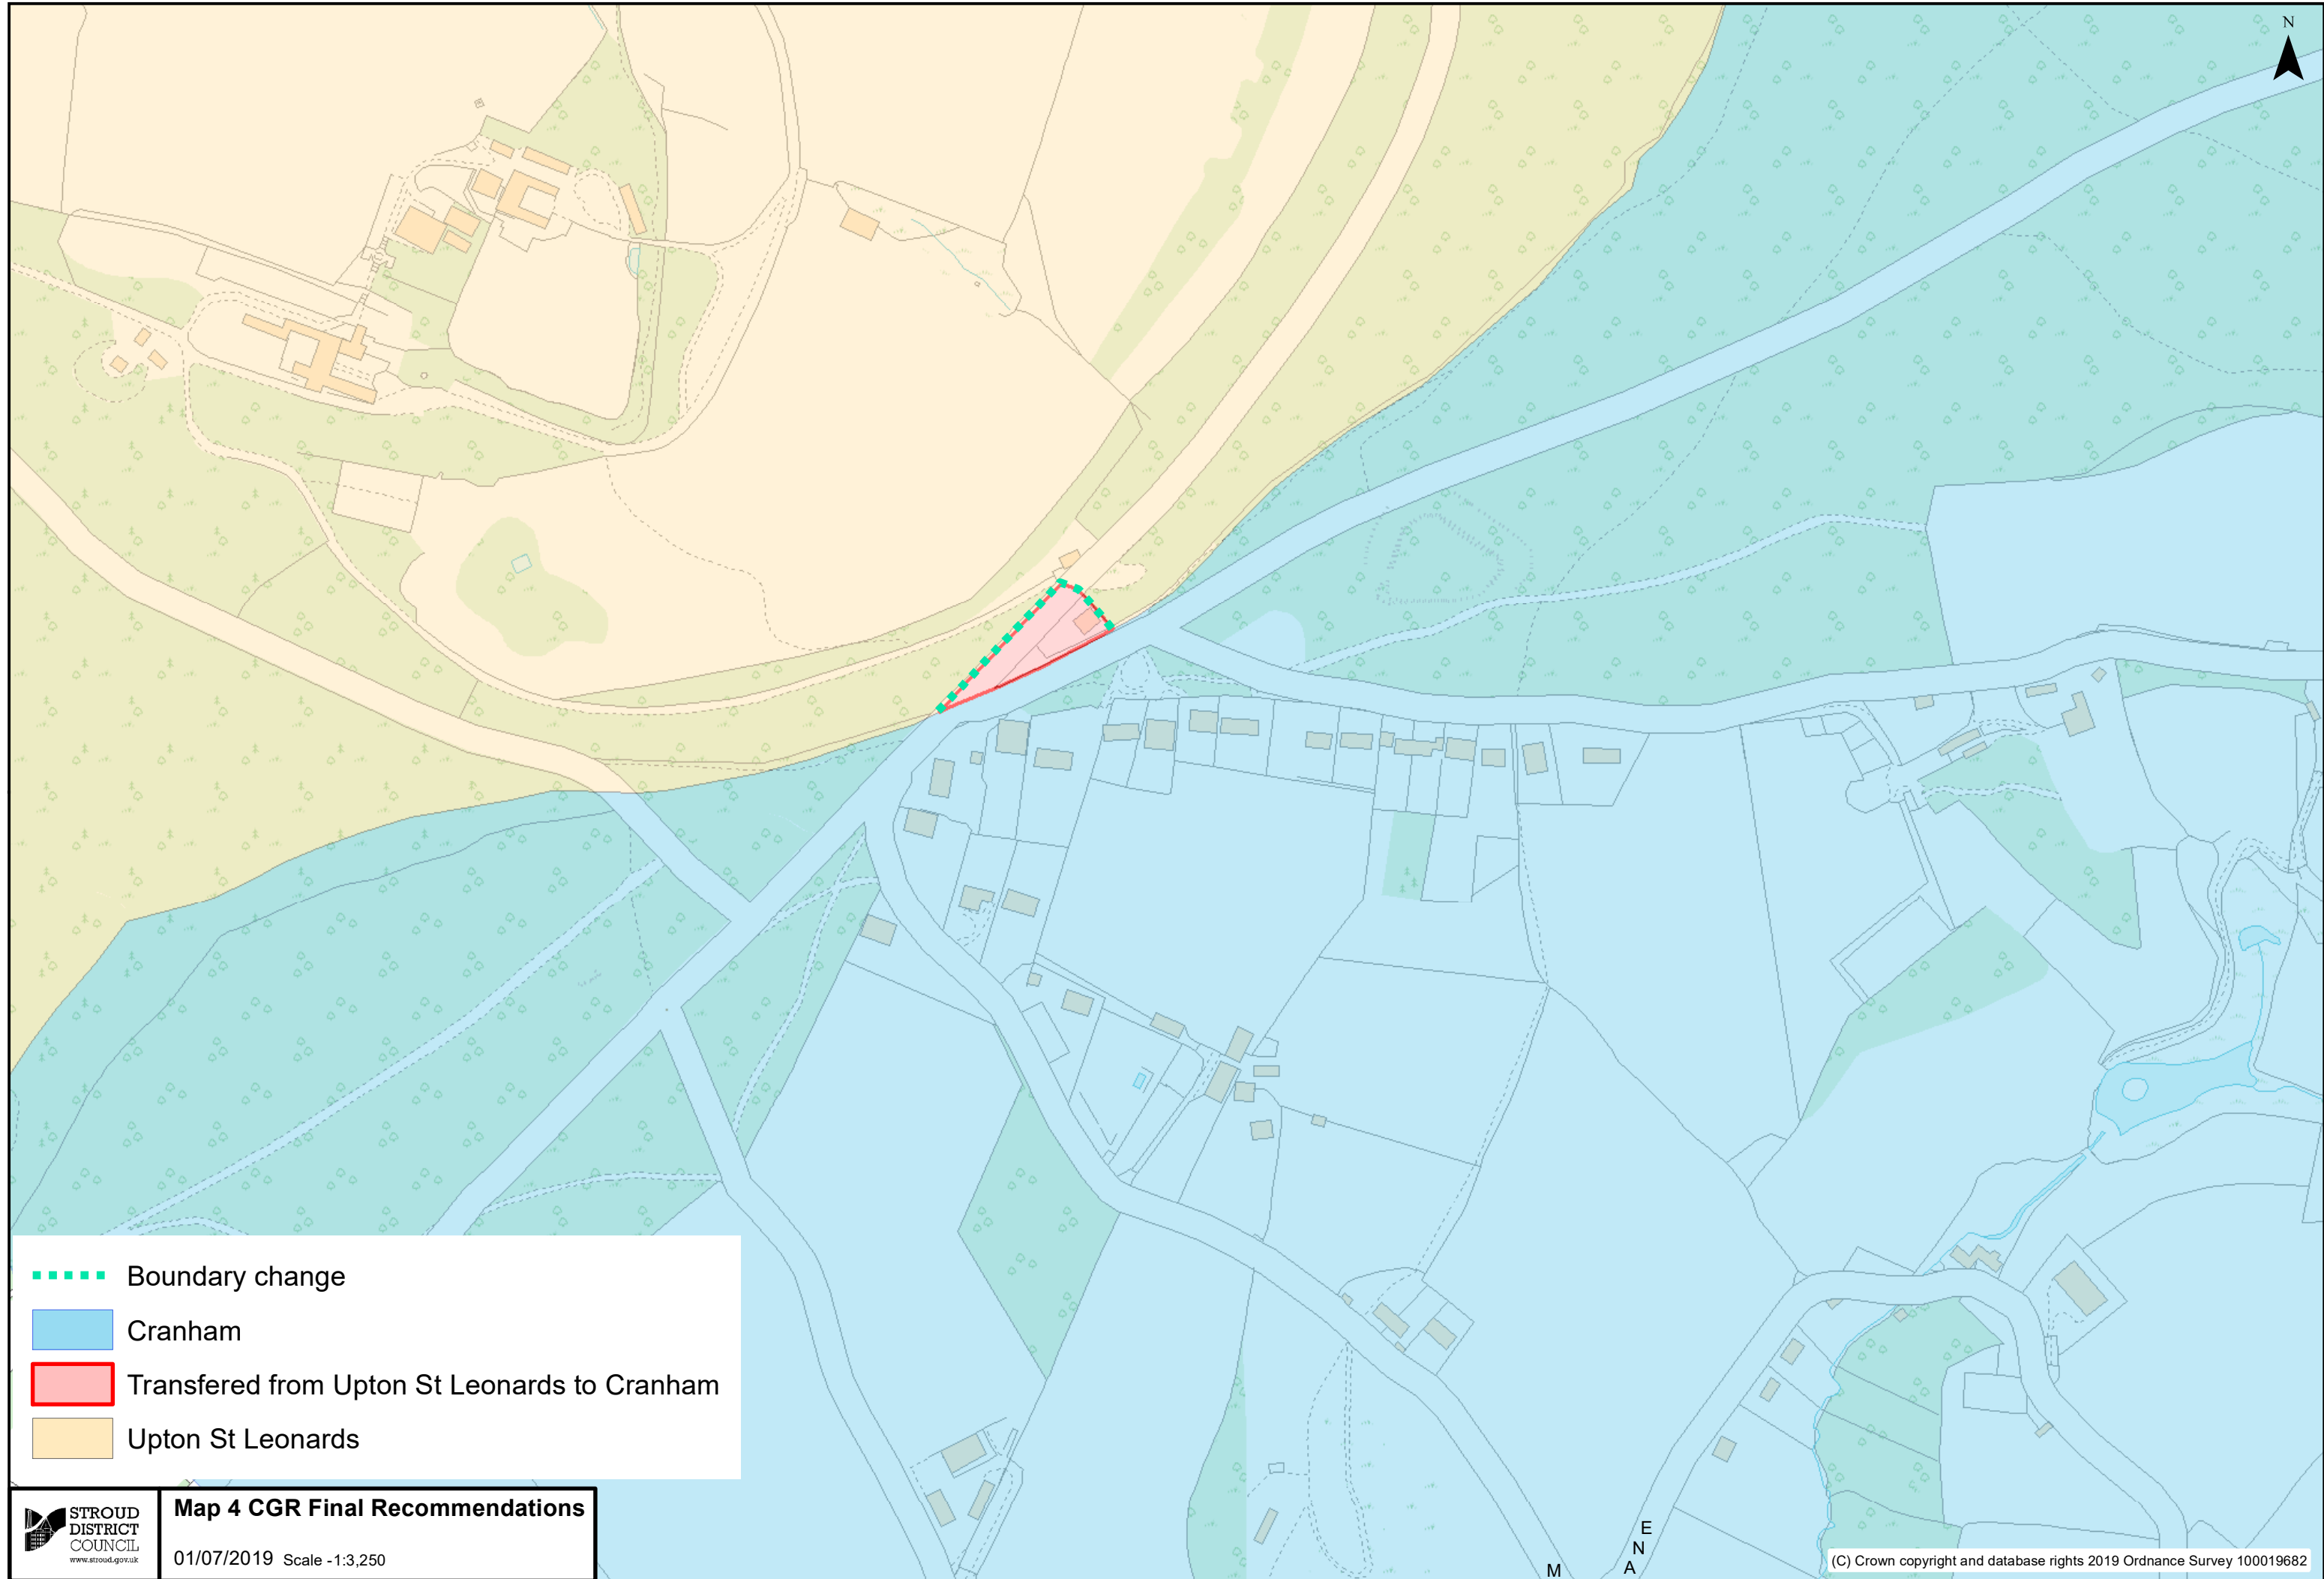 N
Boundary change
Cranham
Transfered from Upton St Leonards to Cranham
Upton St Leonards
STROUD
DISTRICT
COUNCIL
www.stroud.gov.uk
Map 4 CGR Final Recommendations
01/07/2019 Scale -1:3,250
M
E
N
A
(C) Crown copyright and database rights 2019 Ordnance Survey 100019682